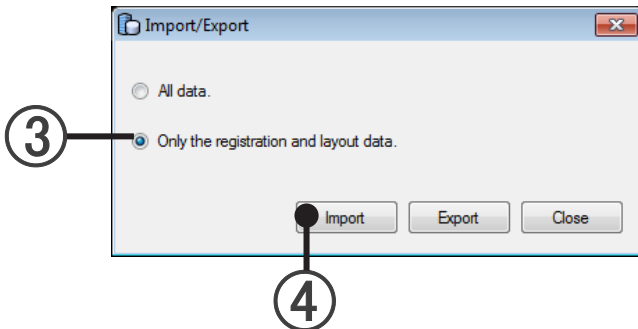 Import/Export
All data.
③
Only the registration and layout data.
Import Export Close
④